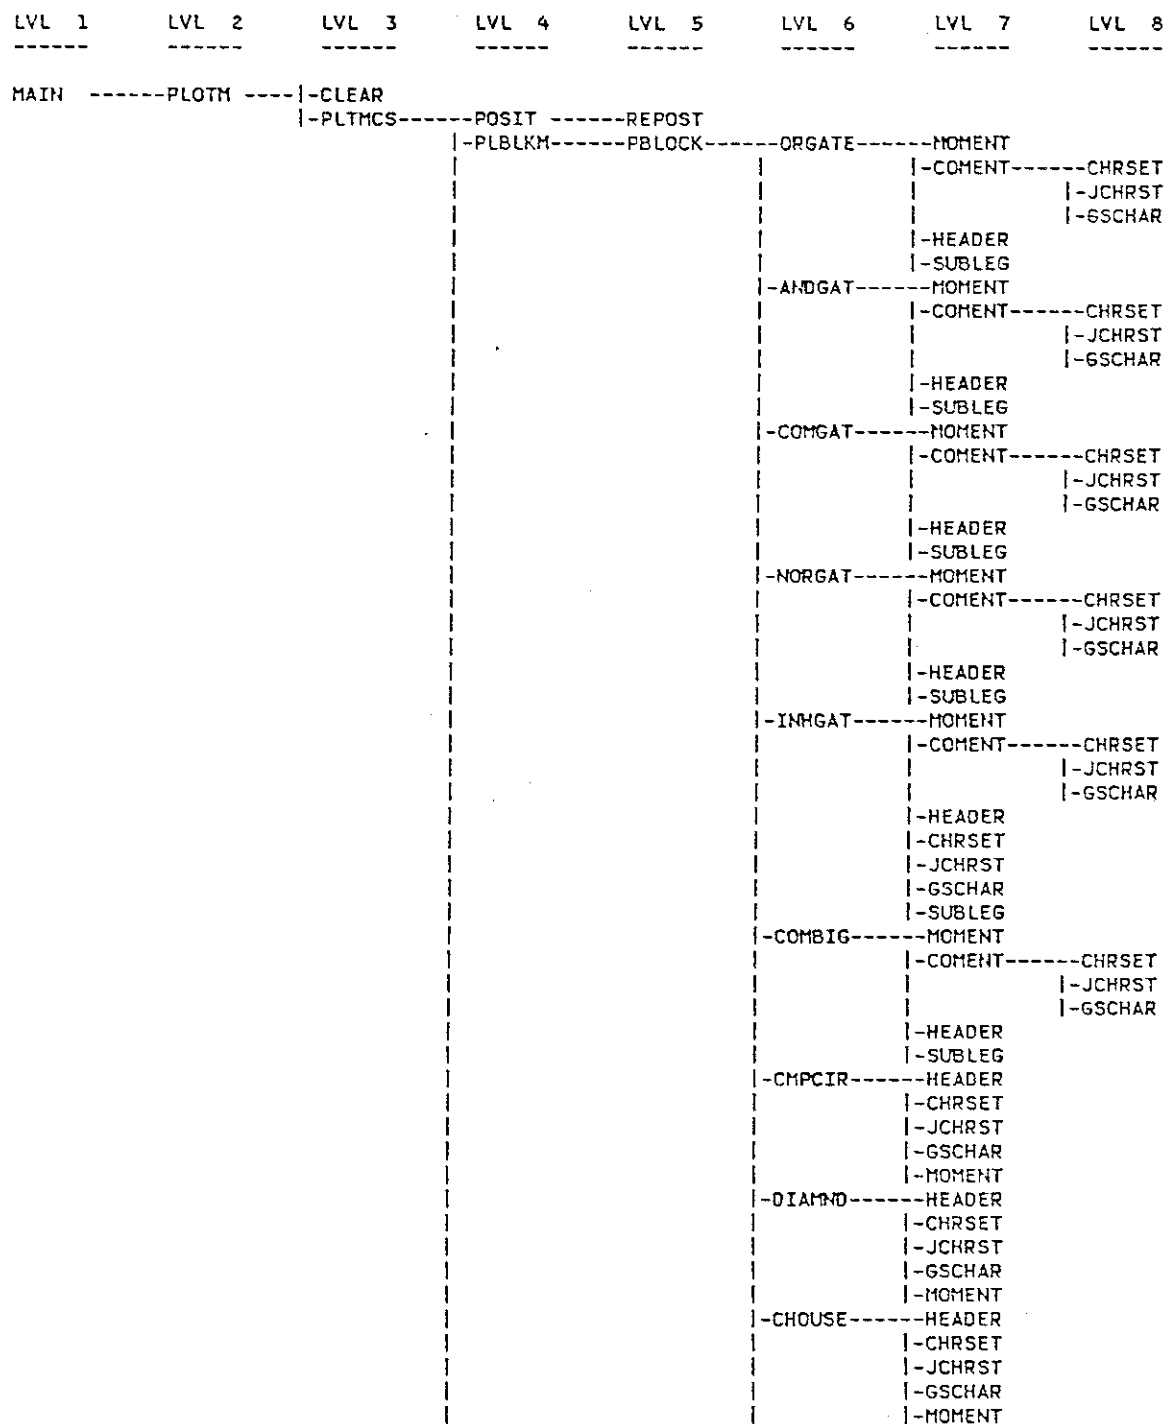 LVL 1 LVL 2 LVL 3 LVL 4 LVL 5 LVL 6 LVL 7 LVL 8
------ ------ ------ ------ ------ ------ ------ ------
MAIN ------PLOTM ----|-CLEAR
|-PLTMCS------POSIT ------REPOST
|-PLBLKM------PBLOCK------ORGATE------MOMENT
| | |-COMENT------CHRSET
| | | |-JCHRST
| | | |-GSCHAR
| | |-HEADER
| | |-SUBLEG
| |-ANDGAT------MOMENT
| | |-COMENT------CHRSET
| | | |-JCHRST
| | | |-GSCHAR
| | |-HEADER
| | |-SUBLEG
| |-COMGAT------MOMENT
| | |-COMENT------CHRSET
| | | |-JCHRST
| | | |-GSCHAR
| | |-HEADER
| | |-SUBLEG
| |-NORGAT------MOMENT
| | |-COMENT------CHRSET
| | | |-JCHRST
| | | |-GSCHAR
| | |-HEADER
| | |-SUBLEG
| |-INHGAT------MOMENT
| | |-COMENT------CHRSET
| | | |-JCHRST
| | | |-GSCHAR
| | |-HEADER
| | |-CHRSET
| | |-JCHRST
| | |-GSCHAR
| | |-SUBLEG
| |-COMBIG------MOMENT
| | |-COMENT------CHRSET
| | | |-JCHRST
| | | |-GSCHAR
| | |-HEADER
| | |-SUBLEG
| |-CMPCIR------HEADER
| | |-CHRSET
| | |-JCHRST
| | |-GSCHAR
| | |-MOMENT
| |-DIAMND------HEADER
| | |-CHRSET
| | |-JCHRST
| | |-GSCHAR
| | |-MOMENT
| |-CHOUSE------HEADER
| | |-CHRSET
| | |-JCHRST
| | |-GSCHAR
| | |-MOMENT